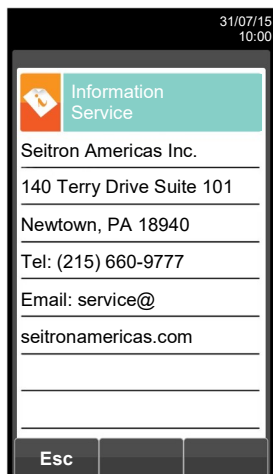 31/07/15
10:00
Information
Service
Seitron Americas Inc.
140 Terry Drive Suite 101
Newtown, PA 18940
Tel: (215) 660-9777
Email: service@
seitronamericas.com
Esc